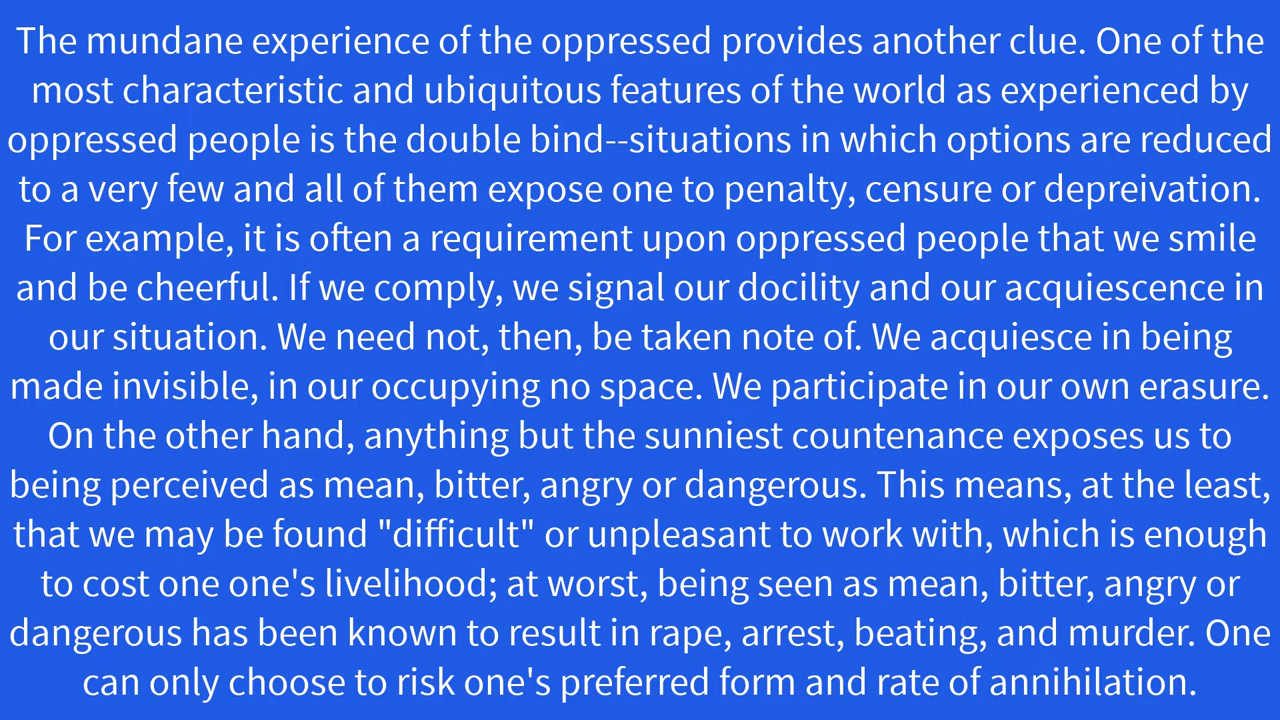 The mundane experience of the oppressed provides another clue. One of the
most characteristic and ubiquitous features of the world as experienced by
oppressed people is the double bind--situations in which options are reduced
to a very few and all of them expose one to penalty, censure or depreivation.
For example, it is often a requirement upon oppressed people that we smile
and be cheerful. If we comply, we signal our docility and our acquiescence in
our situation. We need not, then, be taken note of. We acquiesce in being
made invisible, in our occupying no space. We participate in our own erasure.
On the other hand, anything but the sunniest countenance exposes us to
being perceived as mean, bitter, angry or dangerous. This means, at the least,
that we may be found "difficult" or unpleasant to work with, which is enough
to cost one one's livelihood; at worst, being seen as mean, bitter, angry or
dangerous has been known to result in rape, arrest, beating, and murder. One
can only choose to risk one's preferred form and rate of annihilation.